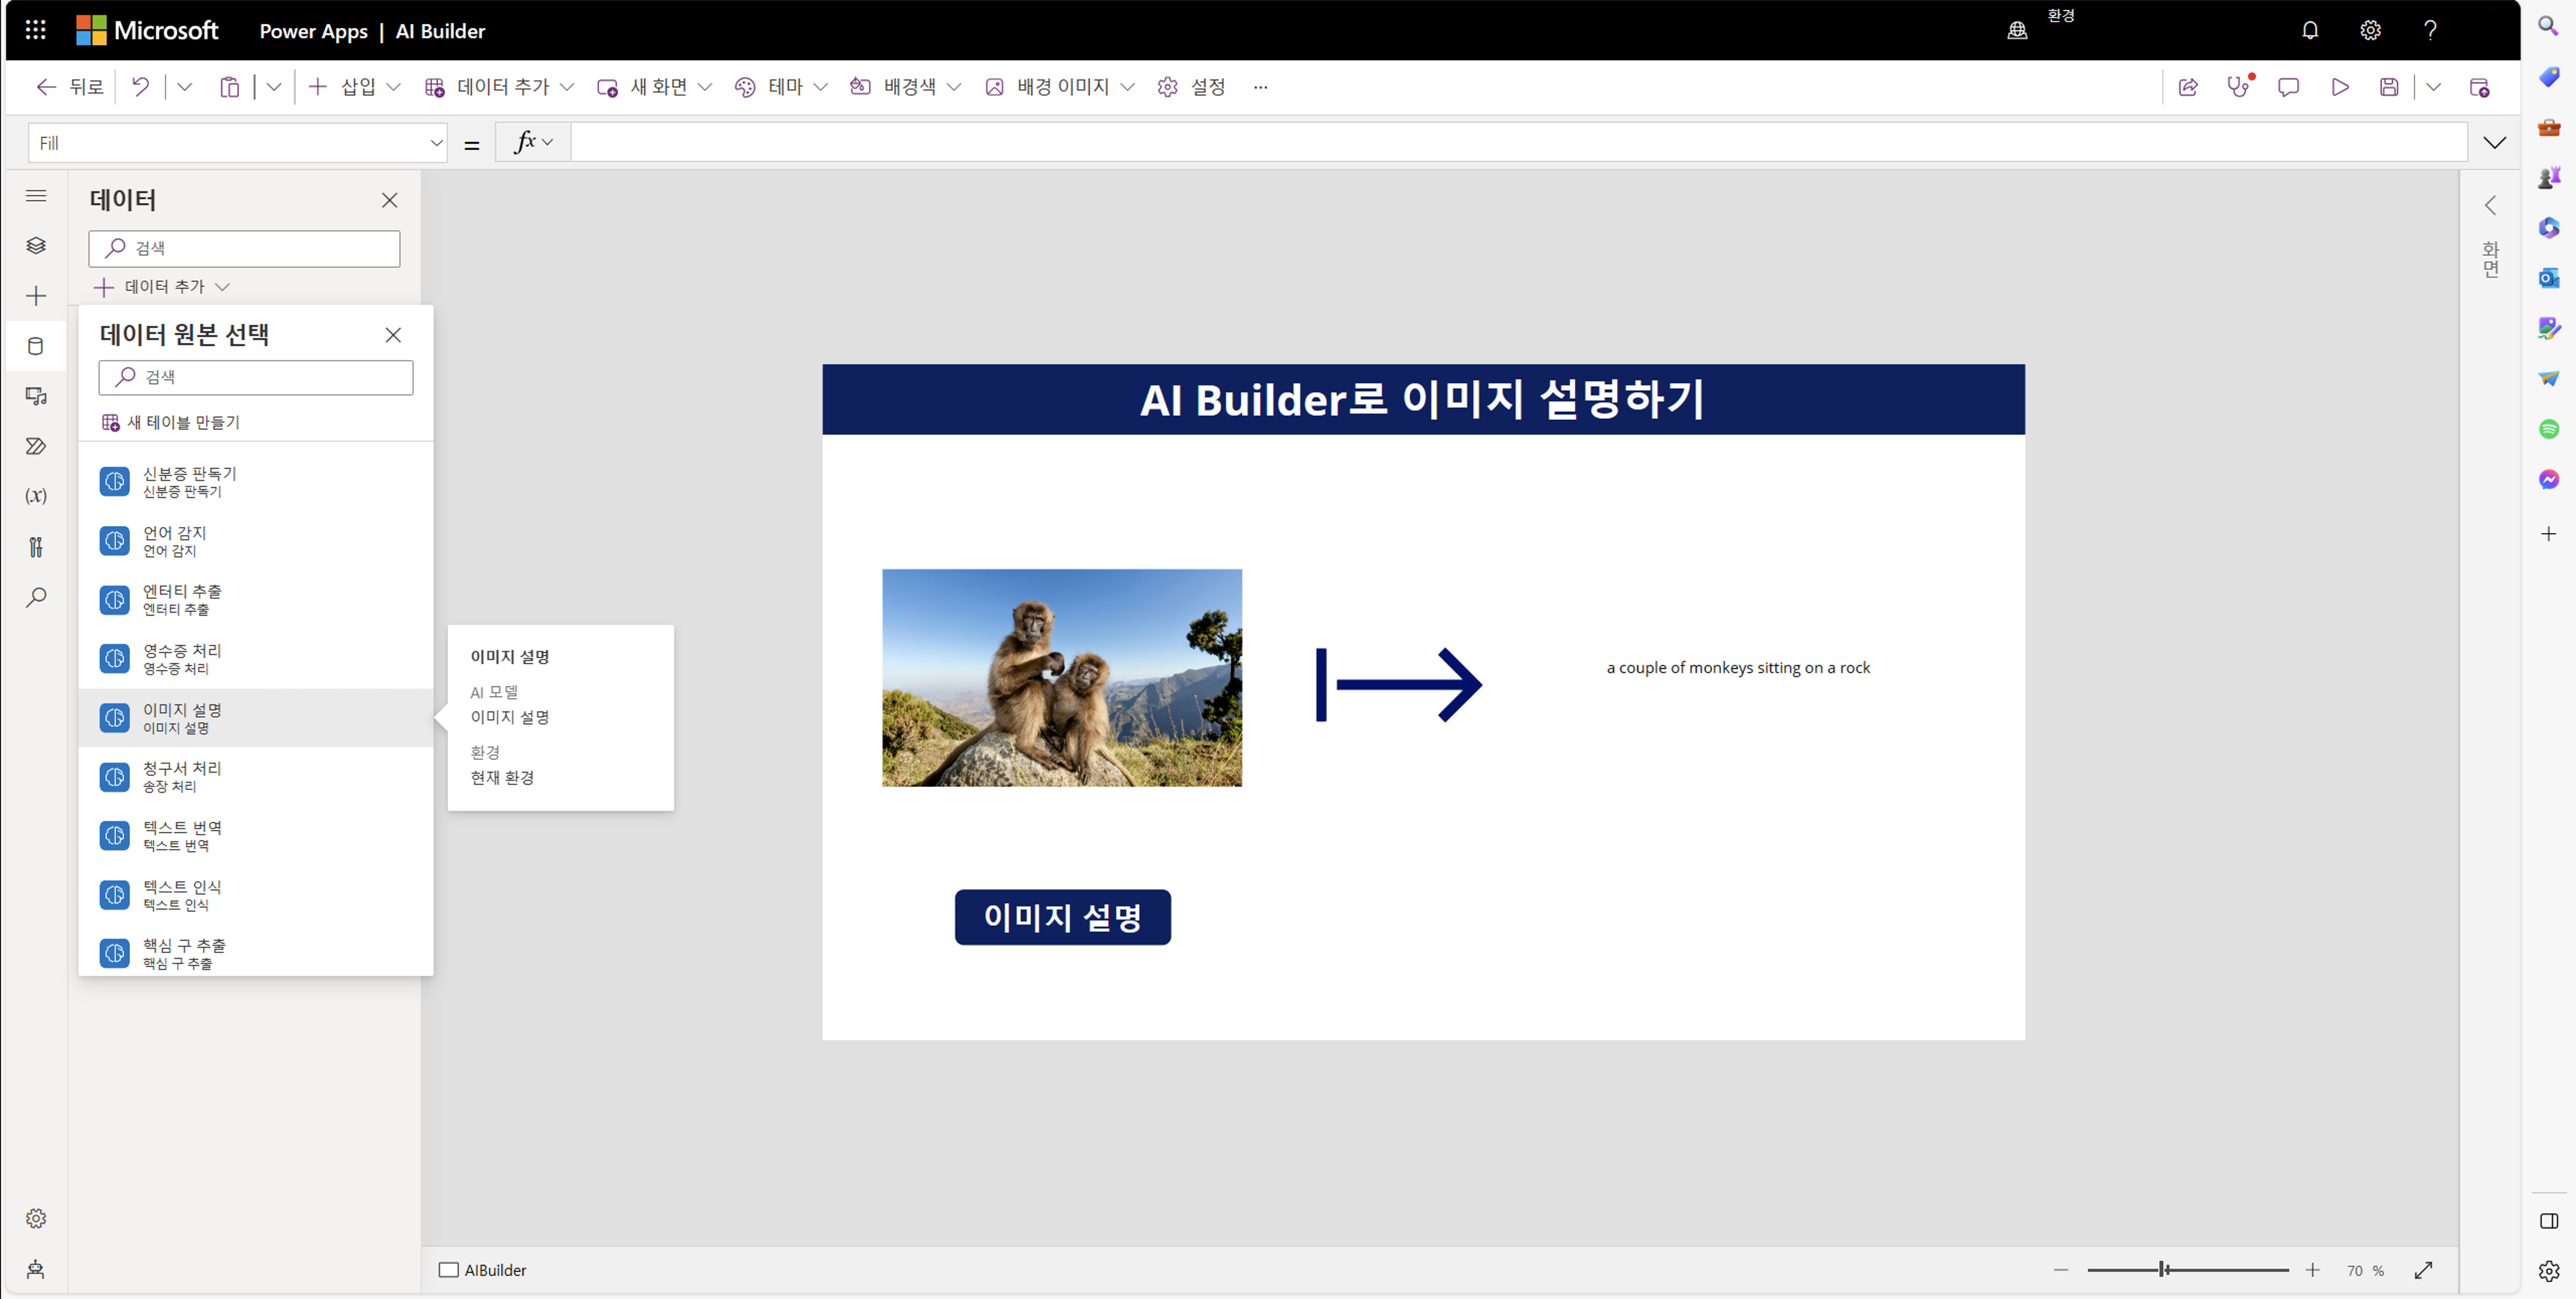 Microsoft Power Apps | AI Builder
환경
뒤로
삽입
데이터 추가
새 화면
테마
배경색
배경 이미지
설정
Fill
=
fx
데이터
검색
데이터 추가
데이터 원본 선택
검색
새 테이블 만들기
신분증 판독기
신분증 판독기
언어 감지
언어 감지
엔터티 추출
엔터티 추출
영수증 처리
영수증 처리
이미지 설명
이미지 설명
청구서 처리
송장 처리
텍스트 번역
텍스트 번역
텍스트 인식
텍스트 인식
핵심 구 추출
핵심 구 추출
이미지 설명
AI 모델
이미지 설명
환경
현재 환경
AI Builder로 이미지 설명하기
a couple of monkeys sitting on a rock
이미지 설명
화면
AIBuilder
70 %